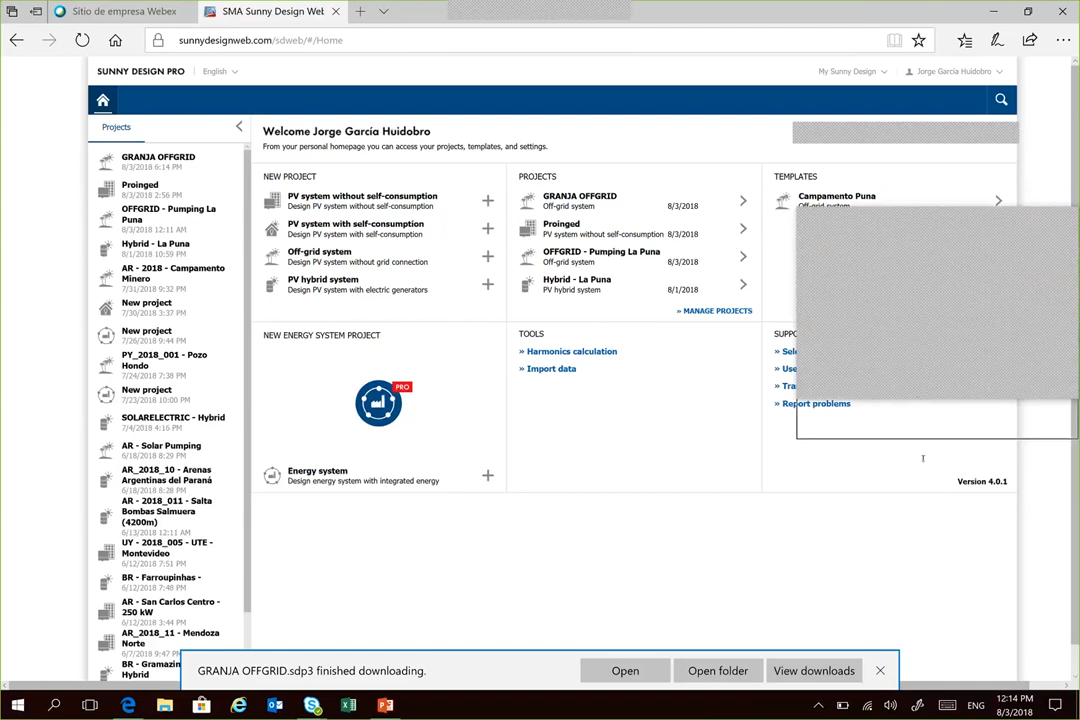 Sitio de empresa Webex
SMA Sunny Design Web
sunnydesignweb.com/sdweb/#/Home
SUNNY DESIGN PRO
English
My Sunny Design
Jorge García Huidobro
Projects
GRANJA OFFGRID
8/3/2018 6:14 PM
Proinged
8/3/2018 2:56 PM
OFFGRID - Pumping La
Puna
8/3/2018 12:11 AM
Hybrid - La Puna
8/1/2018 10:59 PM
AR - 2018 - Campamento
Minero
7/31/2018 9:32 PM
New project
7/30/2018 3:37 PM
New project
7/26/2018 9:44 PM
PY_2018_001 - Pozo
Hondo
7/24/2018 7:38 PM
New project
7/23/2018 10:00 PM
SOLARELECTRIC - Hybrid
7/4/2018 4:16 PM
AR - Solar Pumping
6/18/2018 8:29 PM
AR_2018_10 - Arenas
Argentinas del Paraná
6/18/2018 8:28 PM
AR - 2018_011 - Salta
Bombas Salmuera
(4200m)
6/13/2018 12:11 AM
UY - 2018_005 - UTE -
Montevideo
6/12/2018 7:51 PM
BR - Farroupinhas -
6/12/2018 7:48 PM
AR - San Carlos Centro -
250 kW
6/12/2018 3:44 PM
AR_2018_11 - Mendoza
Norte
6/7/2018 9:47 PM
BR - Gramazin
Hybrid
Welcome Jorge García Huidobro
From your personal homepage you can access your projects, templates, and settings.
NEW PROJECT
PV system without self-consumption
Design PV system without self-consumption
PV system with self-consumption
Design PV system with self-consumption
Off-grid system
Design PV system without grid connection
PV hybrid system
Design PV system with electric generators
PROJECTS
GRANJA OFFGRID
Off-grid system 8/3/2018
Proinged
PV system without self-consumption 8/3/2018
OFFGRID - Pumping La Puna
Off-grid system 8/3/2018
Hybrid - La Puna
PV hybrid system 8/1/2018
» MANAGE PROJECTS
TEMPLATES
Campamento Puna
Off-grid system
NEW ENERGY SYSTEM PROJECT
PRO
Energy system
Design energy system with integrated energy
TOOLS
» Harmonics calculation
» Import data
SUPPO
» Sel
» Use
» Tra
» Report problems
Version 4.0.1
GRANJA OFFGRID.sdp3 finished downloading.
Open
Open folder
View downloads
ENG
12:14 PM
8/3/2018